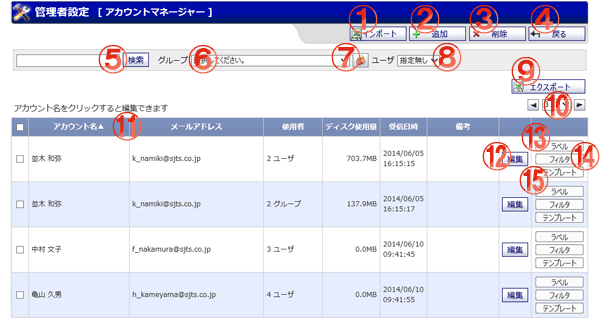 管理者設定 [ アカウントマネージャー ]
① ② ③ ④
インポート 追加 削除 戻る
⑤ ⑥ ⑦ ⑧
検索 グループ 選択してください。 ユーザ 指定無し
⑨
エクスポート
⑩
アカウント名をクリックすると編集できます
アカウント名▲ ⑪ メールアドレス 使用者 ディスク使用量 受信日時 備考
並木 和弥 k_namiki@sjts.co.jp 2 ユーザ 703.7MB 2014/06/05 16:15:15 ⑫ 編集 ⑬ ラベル フィルタ ⑭ テンプレート
⑮
並木 和弥 k_namiki@sjts.co.jp 2 グループ 137.9MB 2014/06/05 16:15:17 編集 ラベル フィルタ テンプレート
中村 文子 f_nakamura@sjts.co.jp 3 ユーザ 0.0MB 2014/06/10 09:41:45 編集 ラベル フィルタ テンプレート
亀山 久男 h_kameyama@sjts.co.jp 4 ユーザ 0.0MB 2014/06/10 09:41:55 編集 ラベル フィルタ テンプレート